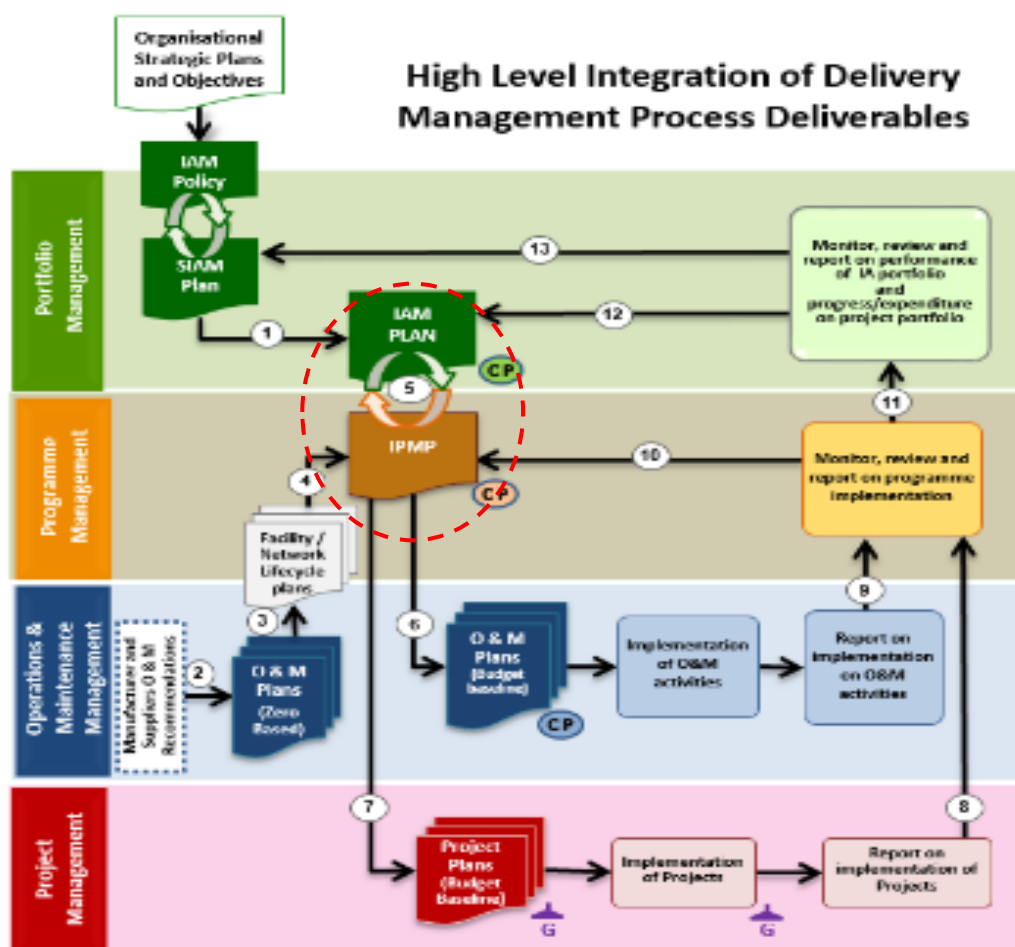 Organisational
Strategic Plans
and Objectives
High Level Integration of Delivery
Management Process Deliverables
IAM
Policy
SIAM
Plan
Portfolio
Management
13
Monitor, review and
report on performance
of IA portfolio
and
progress/expenditure
on project portfolio
1
IAM
PLAN
12
CP
5
11
Programme
Management
IPMP
10
Monitor, review and
report on programme
implementation
4
CP
Facility /
Network
Lifecycle
plans
Operations &
Maintenance
Management
3
6
9
Manufacturer and
Suppliers O & M
Recommendations
2
O & M
Plans
(Zero
Based)
O & M
Plans
(Budget
baseline)
CP
Implementation
of O&M
activities
Report on
implementation
on O&M
activities
7
8
Project
Management
Project
Plans
(Budget
Baseline)
G
Implementation
of Projects
G
Report on
implementation of
Projects